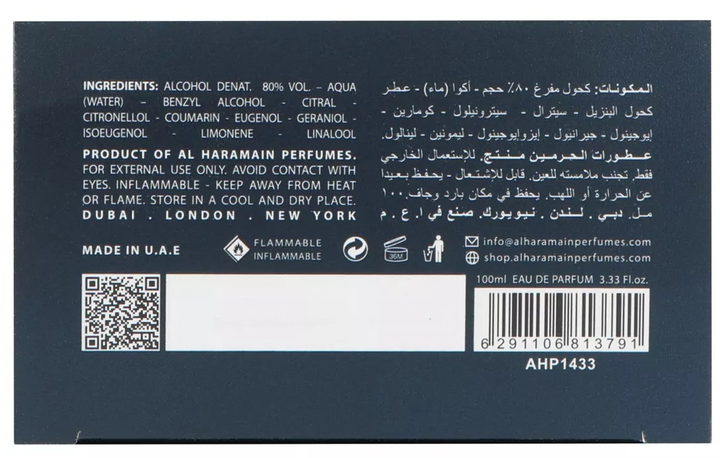 INGREDIENTS: ALCOHOL DENAT. 80% VOL. – AQUA
(WATER) – BENZYL ALCOHOL - CITRAL -
CITRONELLOL - COUMARIN - EUGENOL - GERANIOL -
ISOEUGENOL - LIMONENE - LINALOOL
PRODUCT OF AL HARAMAIN PERFUMES.
FOR EXTERNAL USE ONLY. AVOID CONTACT WITH
EYES. INFLAMMABLE - KEEP AWAY FROM HEAT
OR FLAME. STORE IN A COOL AND DRY PLACE.
DUBAI . LONDON . NEW YORK
المكونات: كحول مفرغ ٨٠٪ حجم - أكوا (ماء) - عطر
كحول البنزيل - سيترال - سيترونيلول - كومارين -
إيوجينول - جيرانيول - إيزوايوجينول - ليمونين - لينالول.
عطورات الحرمين منتج. للإستعمال الخارجي
فقط. تجنب ملامسته للعين. قابل للإشتعال - يحفظ بعيدا
عن الحرارة أو اللهب. يحفظ في مكان بارد وجاف. ١٠٠
مل. دبي . لندن . نيويورك. صنع في ا. ع. م
MADE IN U.A.E
FLAMMABLE
INFLAMMABLE
36M
info@alharamainperfumes.com
shop.alharamainperfumes.com
100ml EAU DE PARFUM 3.33 Fl.oz.
6 291106 813791
AHP1433